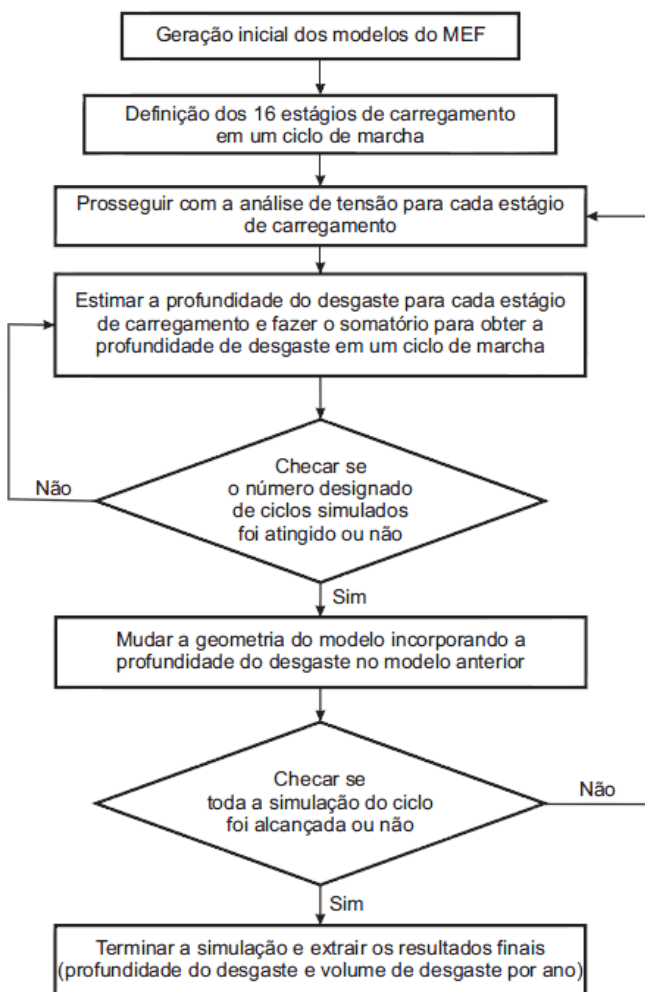 Geração inicial dos modelos do MEF
Definição dos 16 estágios de carregamento
em um ciclo de marcha
Prosseguir com a análise de tensão para cada estágio
de carregamento
Estimar a profundidade do desgaste para cada estágio
de carregamento e fazer o somatório para obter a
profundidade de desgaste em um ciclo de marcha
Checar se
o número designado
de ciclos simulados
foi atingido ou não
Não
Sim
Mudar a geometria do modelo incorporando a
profundidade do desgaste no modelo anterior
Checar se
toda a simulação do ciclo
foi alcançada ou não
Não
Sim
Terminar a simulação e extrair os resultados finais
(profundidade do desgaste e volume de desgaste por ano)